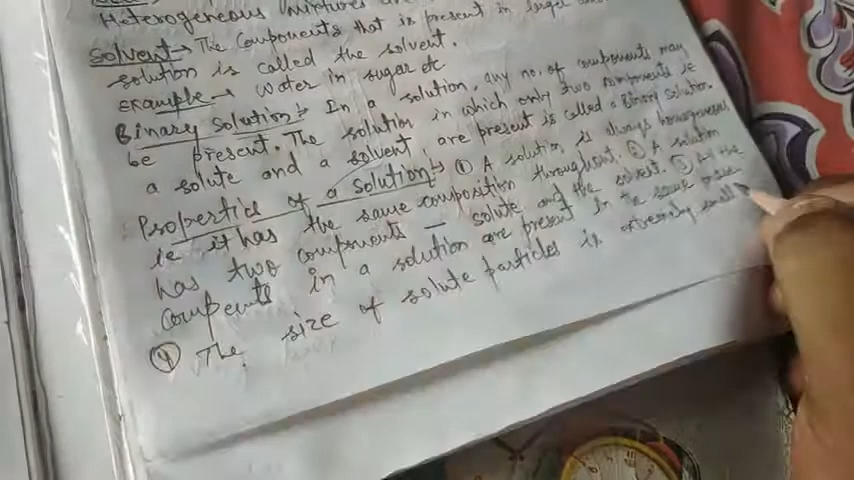 Heterogeneous mixtures are
Solvent → The components that is present in larger
solution is called the solvent.
Example → Water in sugar etc
Binary Solution :- In a solution, any no. of components may
be present. The solution in which only two components ie
a solute and a solvent are present is called a Binary solution.
Properties of a solution :- ① A solution is always homogeneous
ie it has the same composition throughout. ② A solution
has two components — solute and the solvent. ③ All the
compenents in a solution are present in the same
④ The size of solute particles is extremely small